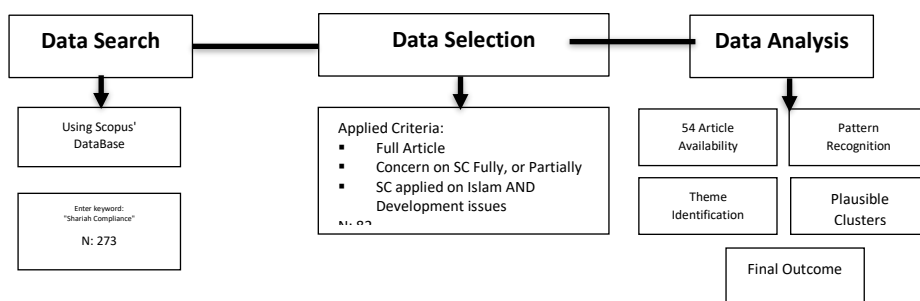 Data Search
Data Selection
Data Analysis
Using Scopus'
DataBase
Enter keyword:
"Shariah Compliance"
N: 273
Applied Criteria:
▪ Full Article
▪ Concern on SC Fully, or Partially
▪ SC applied on Islam AND
Development issues
54 Article
Availability
Pattern
Recognition
Theme
Identification
Plausible
Clusters
Final Outcome